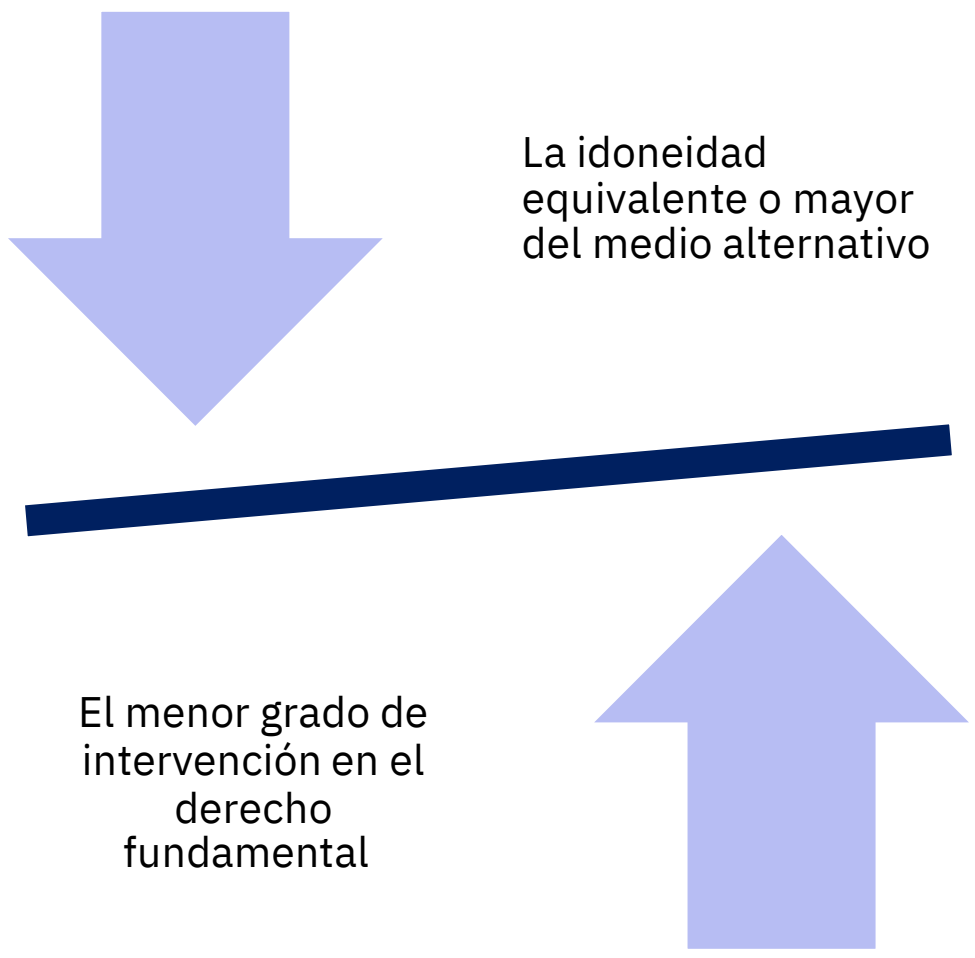 La idoneidad
equivalente o mayor
del medio alternativo
El menor grado de
intervención en el
derecho
fundamental